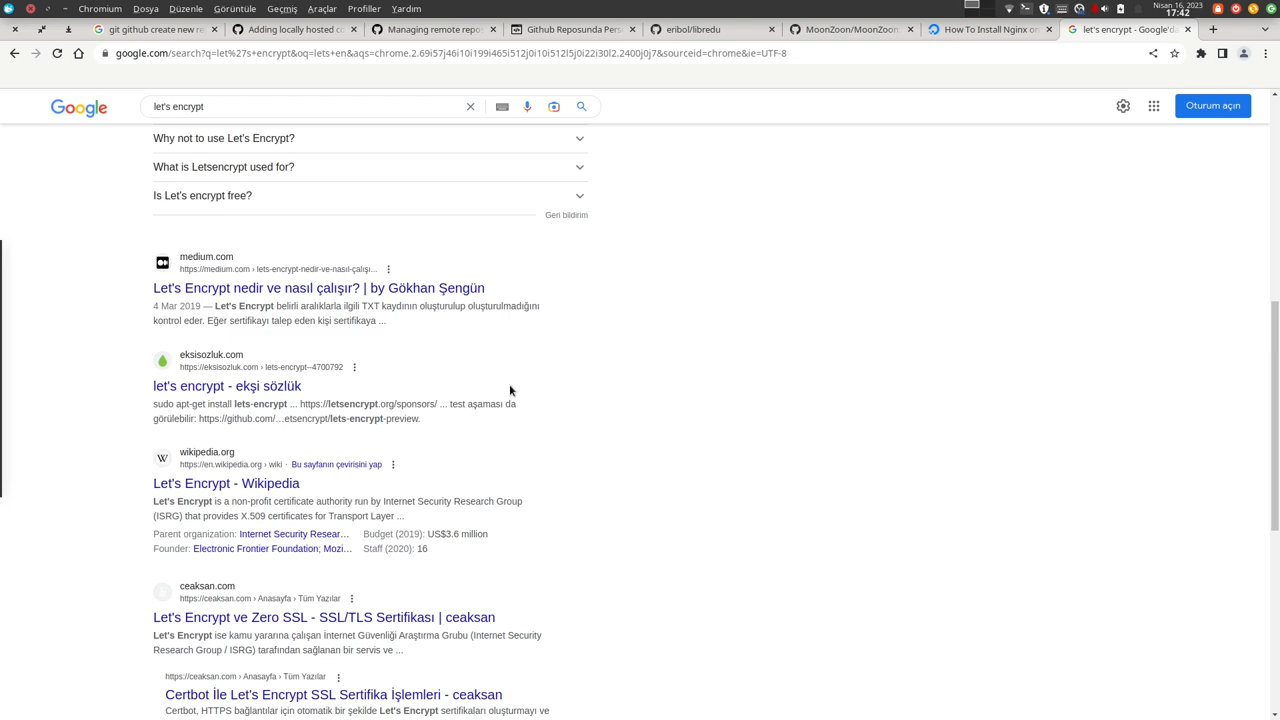 Chromium Dosya Düzenle Görüntüle Geçmiş Araçlar Profiller Yardım
Nisan 16, 2023
17:42
git github create new re
Adding locally hosted co
Managing remote repos
Github Reposunda Pers
eribol/libredu
MoonZoon/MoonZoon:
How To Install Nginx on
let's encrypt - Google'da
google.com/search?q=let%27s+encrypt&oq=lets+en&aqs=chrome.2.69i57j46i10i199i465i512j0i10i512l5j0i22i30l2.2400j0j7&sourceid=chrome&ie=UTF-8
Google
let's encrypt
Oturum açın
Why not to use Let's Encrypt?
What is Letsencrypt used for?
Is Let's encrypt free?
Geri bildirim
medium.com
https://medium.com › lets-encrypt-nedir-ve-nasıl-çalışı...
Let's Encrypt nedir ve nasıl çalışır? | by Gökhan Şengün
4 Mar 2019 — Let's Encrypt belirli aralıklarla ilgili TXT kaydının oluşturulup oluşturulmadığını
kontrol eder. Eğer sertifikayı talep eden kişi sertifikaya ...
eksisozluk.com
https://eksisozluk.com › lets-encrypt--4700792
let's encrypt - ekşi sözlük
sudo apt-get install lets-encrypt ... https://letsencrypt.org/sponsors/ ... test aşaması da
görülebilir: https://github.com/…etsencrypt/lets-encrypt-preview.
wikipedia.org
https://en.wikipedia.org › wiki · Bu sayfanın çevirisini yap
Let's Encrypt - Wikipedia
Let's Encrypt is a non-profit certificate authority run by Internet Security Research Group
(ISRG) that provides X.509 certificates for Transport Layer ...
Parent organization: Internet Security Resear… Budget (2019): US$3.6 million
Founder: Electronic Frontier Foundation; Mozi… Staff (2020): 16
ceaksan.com
https://ceaksan.com › Anasayfa › Tüm Yazılar
Let's Encrypt ve Zero SSL - SSL/TLS Sertifikası | ceaksan
Let's Encrypt ise kamu yararına çalışan İnternet Güvenliği Araştırma Grubu (Internet Security
Research Group / ISRG) tarafından sağlanan bir servis ve ...
https://ceaksan.com › Anasayfa › Tüm Yazılar
Certbot İle Let's Encrypt SSL Sertifika İşlemleri - ceaksan
Certbot, HTTPS bağlantılar için otomatik bir şekilde Let's Encrypt sertifikaları oluşturmayı ve